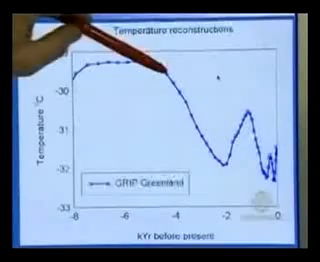 Temperature reconstructions
-30
-31
-32
-33
Temperature °C
GRIP Greenland
-8
-6
-4
-2
0
kYr before present